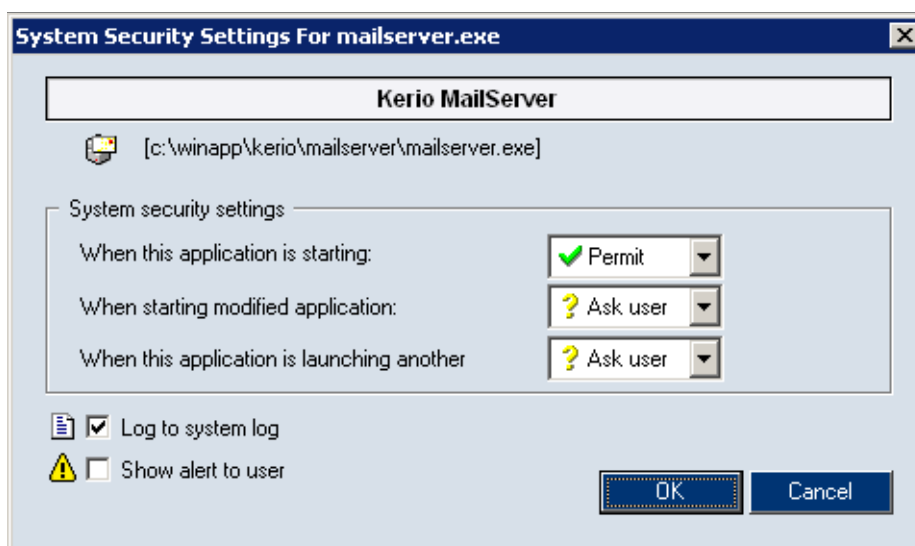 System Security Settings For mailserver.exe
Kerio MailServer
[c:\winapp\kerio\mailserver\mailserver.exe]
System security settings
When this application is starting: Permit
When starting modified application: Ask user
When this application is launching another Ask user
Log to system log
Show alert to user
OK Cancel